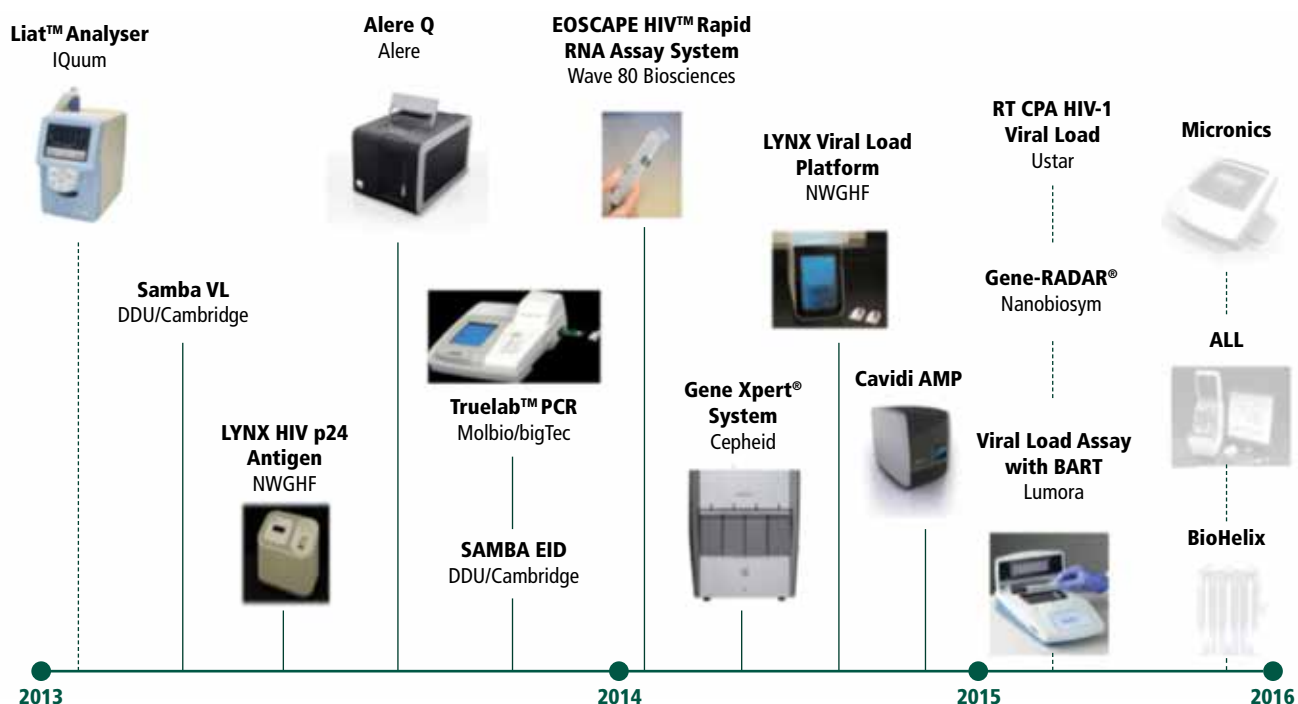 Liat™ Analyser
IQuum
Alere Q
Alere
EOSCAPE HIV™ Rapid
RNA Assay System
Wave 80 Biosciences
LYNX Viral Load
Platform
NWGHF
RT CPA HIV-1
Viral Load
Ustar
Micronics
Samba VL
DDU/Cambridge
Gene-RADAR®
Nanobiosym
ALL
LYNX HIV p24
Antigen
NWGHF
Truelab™ PCR
Molbio/bigTec
Gene Xpert®
System
Cepheid
Cavidi AMP
Viral Load Assay
with BART
Lumora
SAMBA EID
DDU/Cambridge
BioHelix
2013
2014
2015
2016